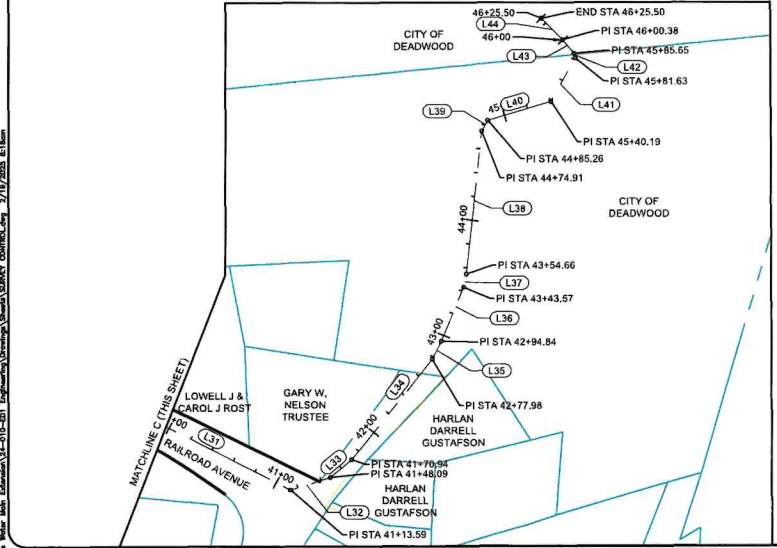 46+25.50
END STA 46+25.50
L44
PI STA 46+00.38
46+00
CITY OF
DEADWOOD
L43
PI STA 45+85.65
L42
PI STA 45+81.63
L41
L39
45
L40
PI STA 45+40.19
PI STA 44+85.26
PI STA 44+74.91
L38
CITY OF
DEADWOOD
44+00
PI STA 43+54.66
L37
PI STA 43+43.57
L36
43+00
PI STA 42+94.84
L35
MATCHLINE C (THIS SHEET)
LOWELL J &
CAROL J ROST
GARY W,
NELSON
TRUSTEE
L34
PI STA 42+77.98
HARLAN
DARRELL
GUSTAFSON
42+00
+00
L31
RAILROAD AVENUE
41+00
L33
PI STA 41+70.94
PI STA 41+48.09
HARLAN
DARRELL
GUSTAFSON
L32
PI STA 41+13.59
Water Main Extension\24-010-ED1 Engineering\Drawings\Sheets\SURVEY CONTROL.dwg 2/19/2025 8:18am